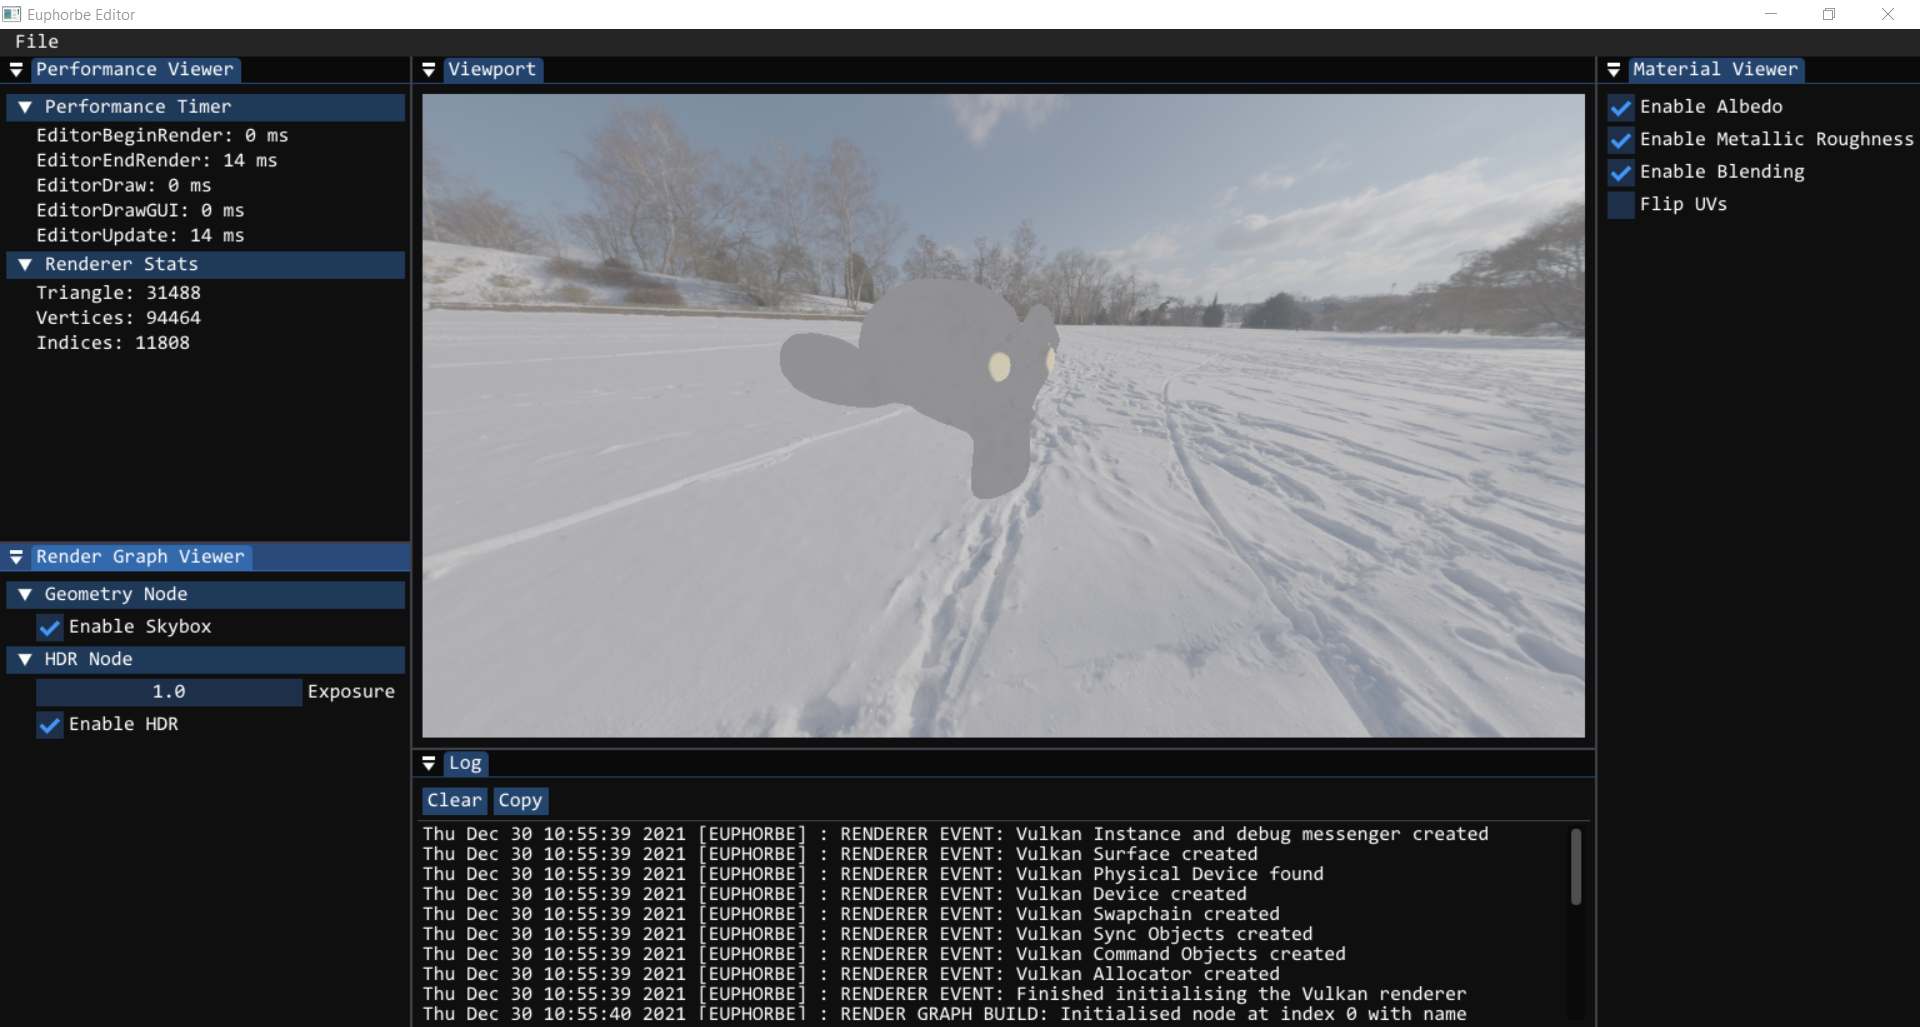 Euphorbe Editor
File
Performance Viewer
Performance Timer
EditorBeginRender: 0 ms
EditorEndRender: 14 ms
EditorDraw: 0 ms
EditorDrawGUI: 0 ms
EditorUpdate: 14 ms
Renderer Stats
Triangle: 31488
Vertices: 94464
Indices: 11808
Render Graph Viewer
Geometry Node
Enable Skybox
HDR Node
1.0 Exposure
Enable HDR
Viewport
Log
Clear Copy
Thu Dec 30 10:55:39 2021 [EUPHORBE] : RENDERER EVENT: Vulkan Instance and debug messenger created
Thu Dec 30 10:55:39 2021 [EUPHORBE] : RENDERER EVENT: Vulkan Surface created
Thu Dec 30 10:55:39 2021 [EUPHORBE] : RENDERER EVENT: Vulkan Physical Device found
Thu Dec 30 10:55:39 2021 [EUPHORBE] : RENDERER EVENT: Vulkan Device created
Thu Dec 30 10:55:39 2021 [EUPHORBE] : RENDERER EVENT: Vulkan Swapchain created
Thu Dec 30 10:55:39 2021 [EUPHORBE] : RENDERER EVENT: Vulkan Sync Objects created
Thu Dec 30 10:55:39 2021 [EUPHORBE] : RENDERER EVENT: Vulkan Command Objects created
Thu Dec 30 10:55:39 2021 [EUPHORBE] : RENDERER EVENT: Vulkan Allocator created
Thu Dec 30 10:55:39 2021 [EUPHORBE] : RENDERER EVENT: Finished initialising the Vulkan renderer
Thu Dec 30 10:55:40 2021 [EUPHORBE] : RENDER GRAPH BUILD: Initialised node at index 0 with name
Material Viewer
Enable Albedo
Enable Metallic Roughness
Enable Blending
Flip UVs